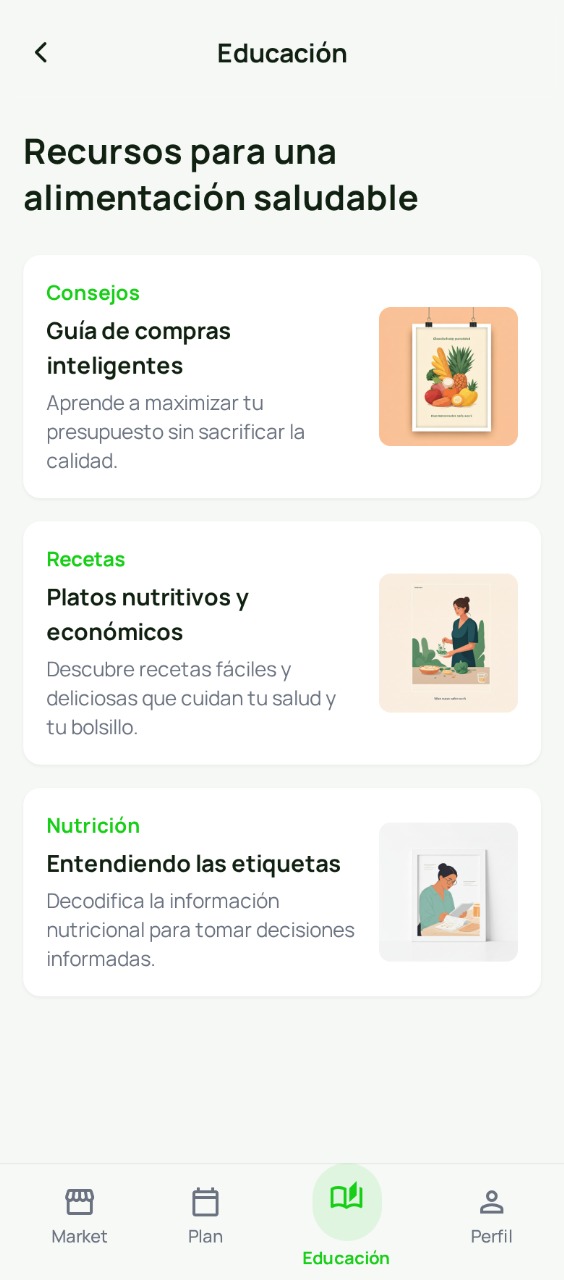 Educación
Recursos para una
alimentación saludable
Consejos
Guía de compras
inteligentes
Aprende a maximizar tu
presupuesto sin sacrificar la
calidad.
Recetas
Platos nutritivos y
económicos
Descubre recetas fáciles y
deliciosas que cuidan tu salud y
tu bolsillo.
Nutrición
Entendiendo las etiquetas
Decodifica la información
nutricional para tomar decisiones
informadas.
Market
Plan
Educación
Perfil